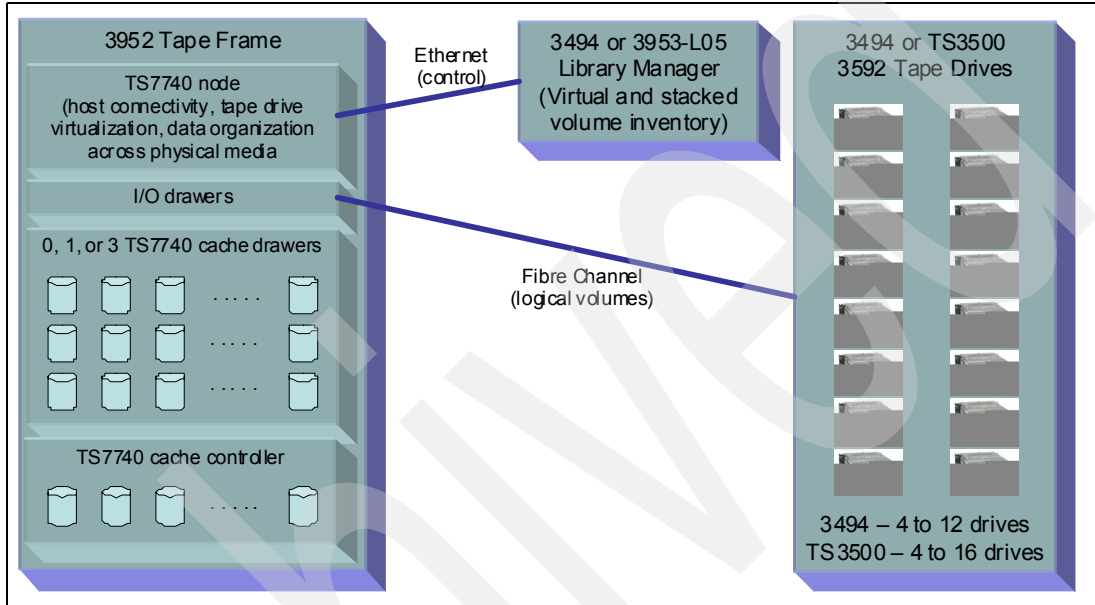 3952 Tape Frame
TS7740 node
(host connectivity, tape drive
virtualization, data organization
across physical media
I/O drawers
0, 1, or 3 TS7740 cache drawers
. . . . .
. . . . .
. . . . .
TS7740 cache controller
. . . . .
Ethernet
(control)
3494 or 3953-L05
Library Manager
(Virtual and stacked
volume inventory)
Fibre Channel
(logical volumes)
3494 or TS3500
3592 Tape Drives
3494 – 4 to 12 drives
TS3500 – 4 to 16 drives